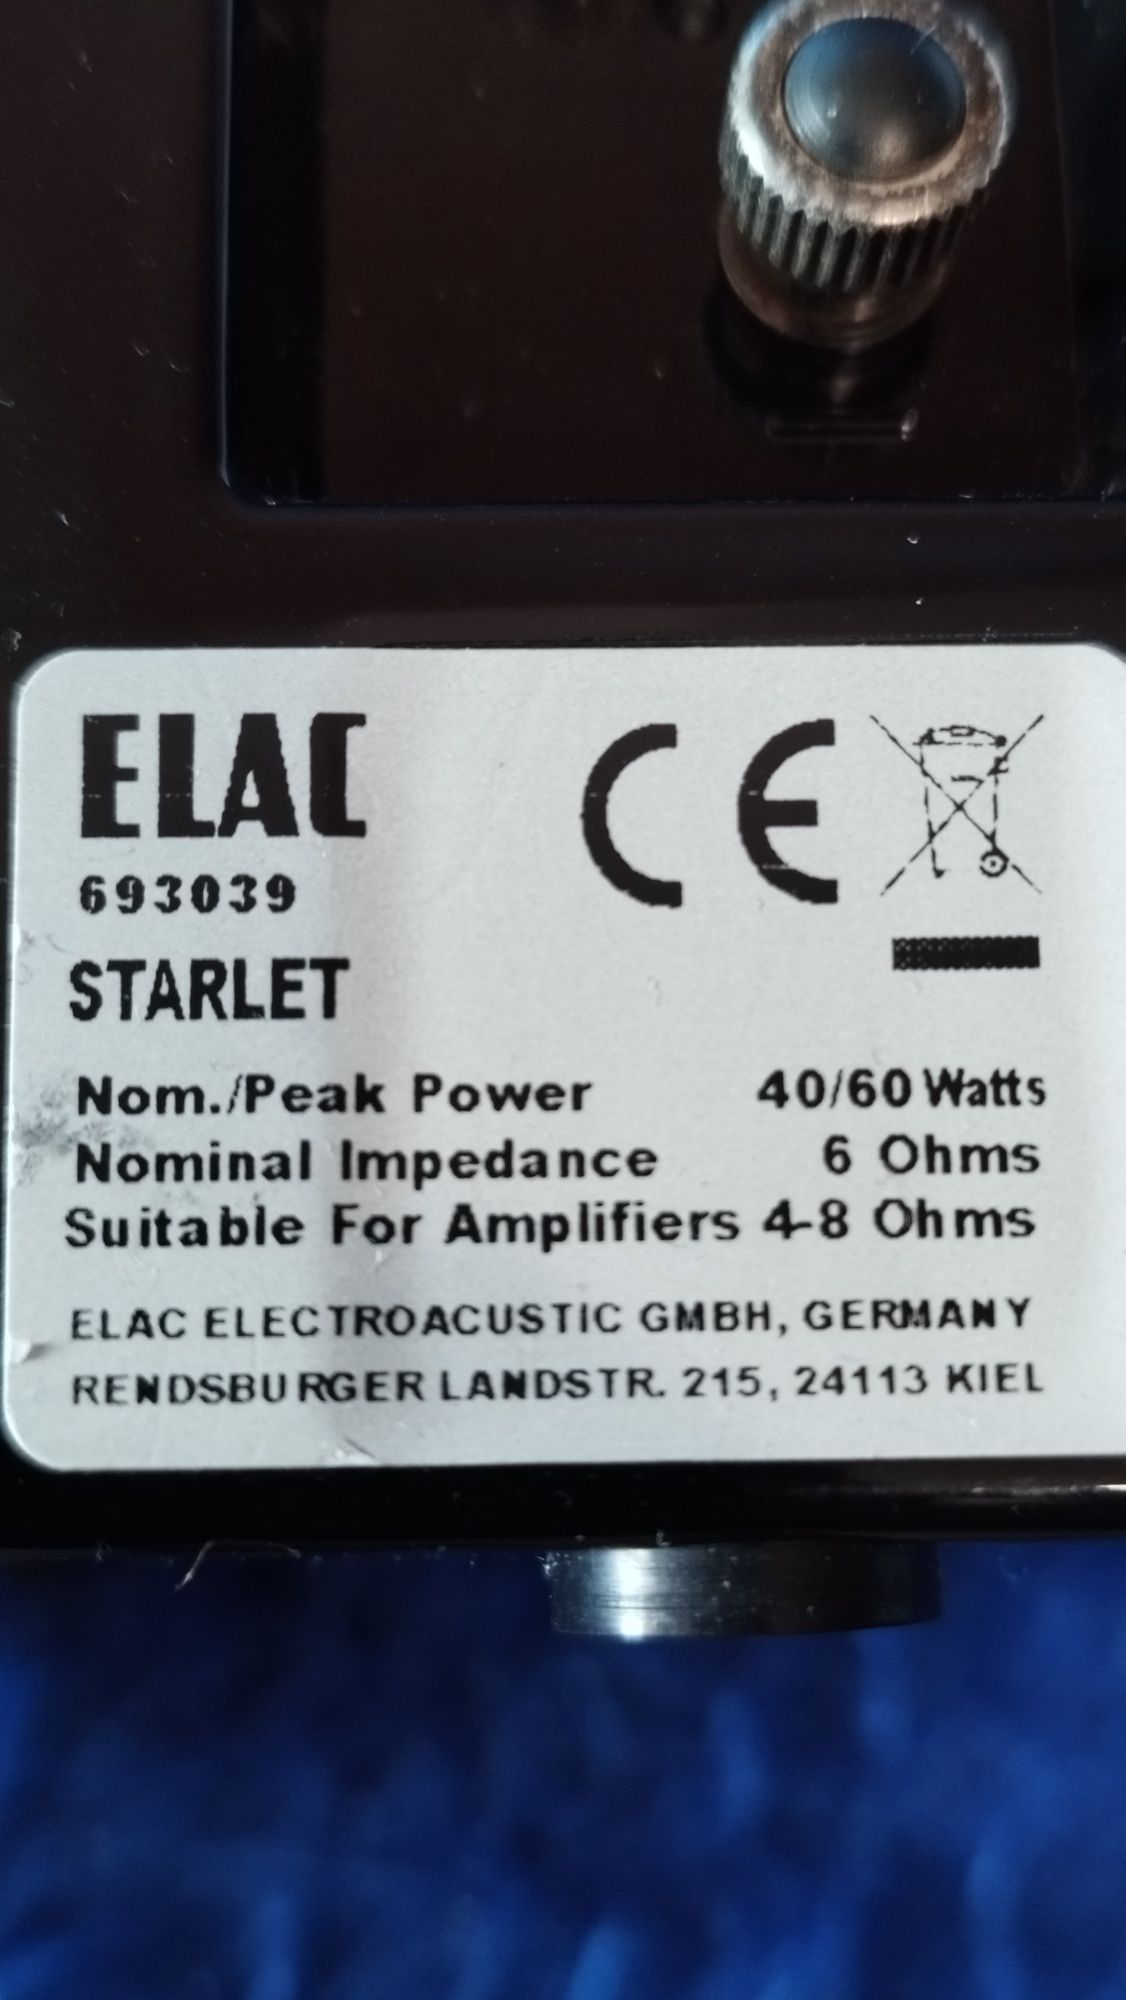 ELAC
CE
693039
STARLET
Nom./Peak Power 40/60 Watts
Nominal Impedance 6 Ohms
Suitable For Amplifiers 4-8 Ohms
ELAC ELECTROACUSTIC GMBH, GERMANY
RENDSBURGER LANDSTR. 215, 24113 KIEL